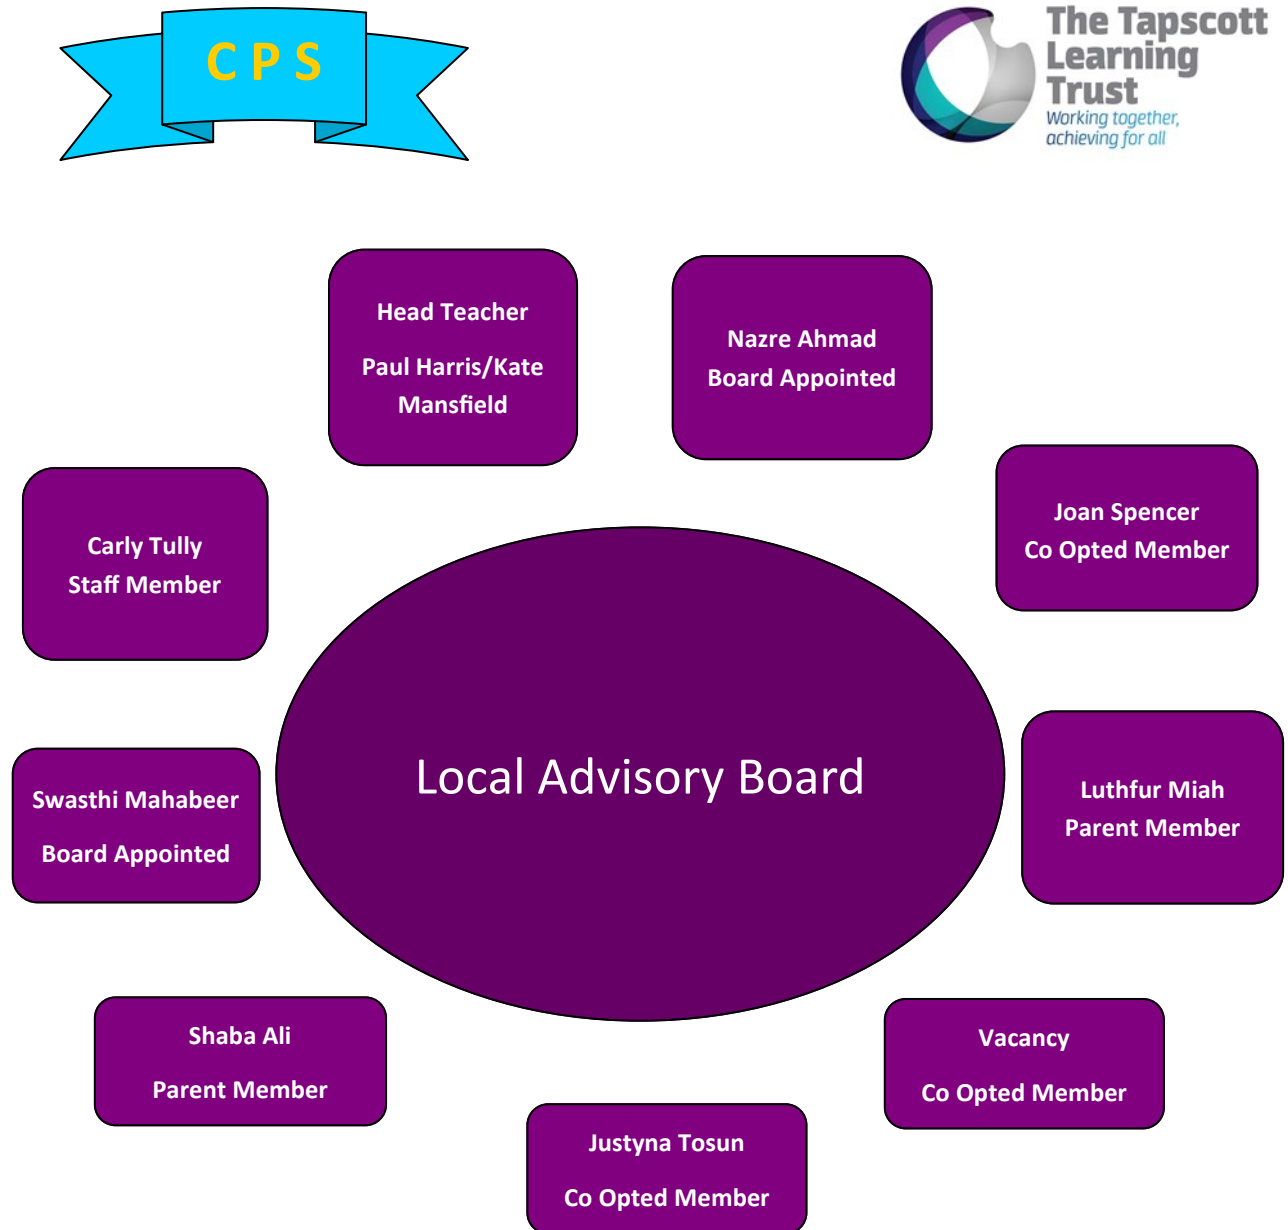 C P S
The Tapscott
Learning
Trust
Working together,
achieving for all
Head Teacher
Paul Harris/Kate
Mansfield
Nazre Ahmad
Board Appointed
Joan Spencer
Co Opted Member
Carly Tully
Staff Member
Local Advisory Board
Luthfur Miah
Parent Member
Swasthi Mahabeer
Board Appointed
Shaba Ali
Parent Member
Vacancy
Co Opted Member
Justyna Tosun
Co Opted Member